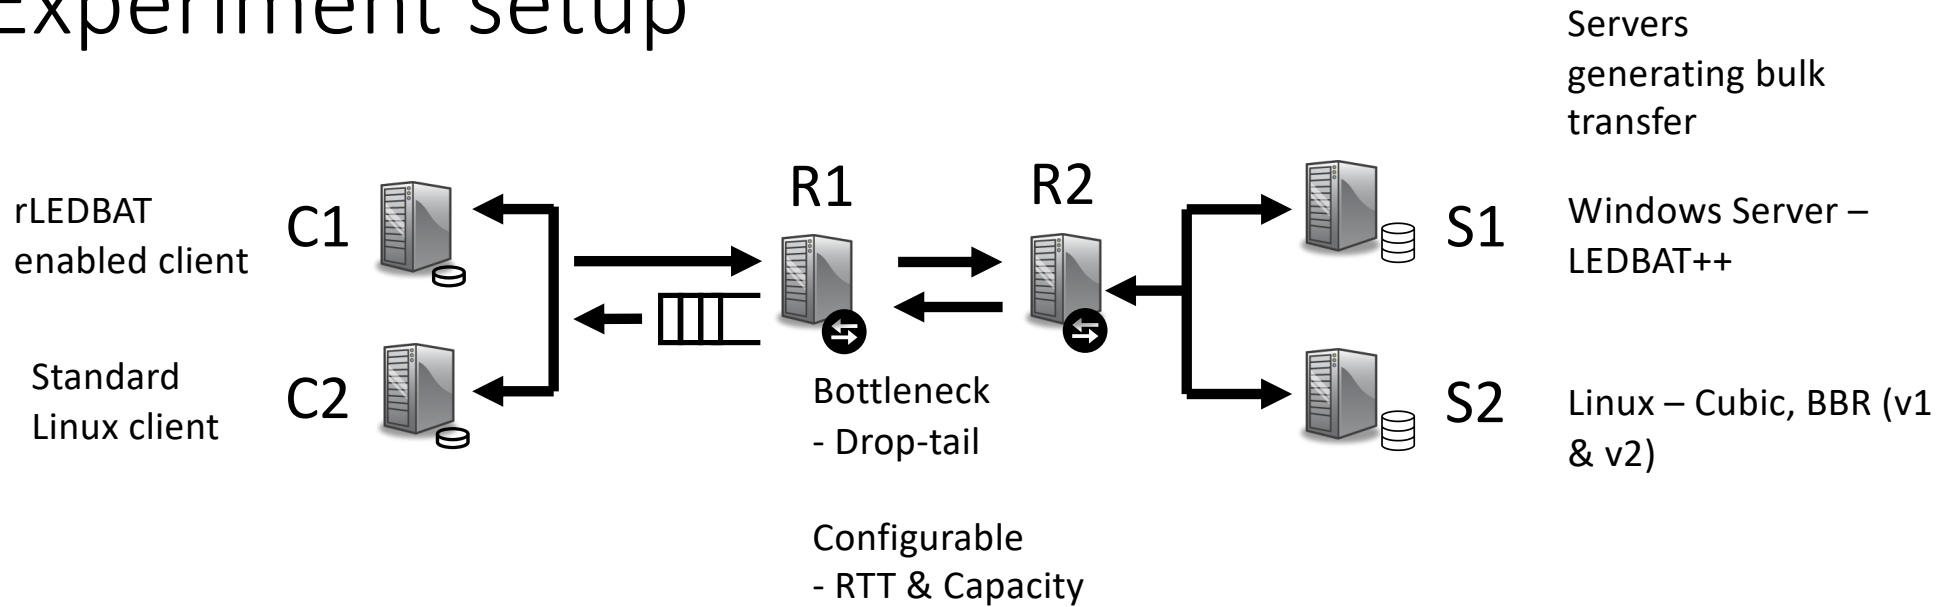 Experiment setup
Servers
generating bulk
transfer
rLEDBAT
enabled client
C1
R1
R2
S1
Windows Server –
LEDBAT++
Standard
Linux client
C2
Bottleneck
- Drop-tail
S2
Linux – Cubic, BBR (v1
& v2)
Configurable
- RTT & Capacity